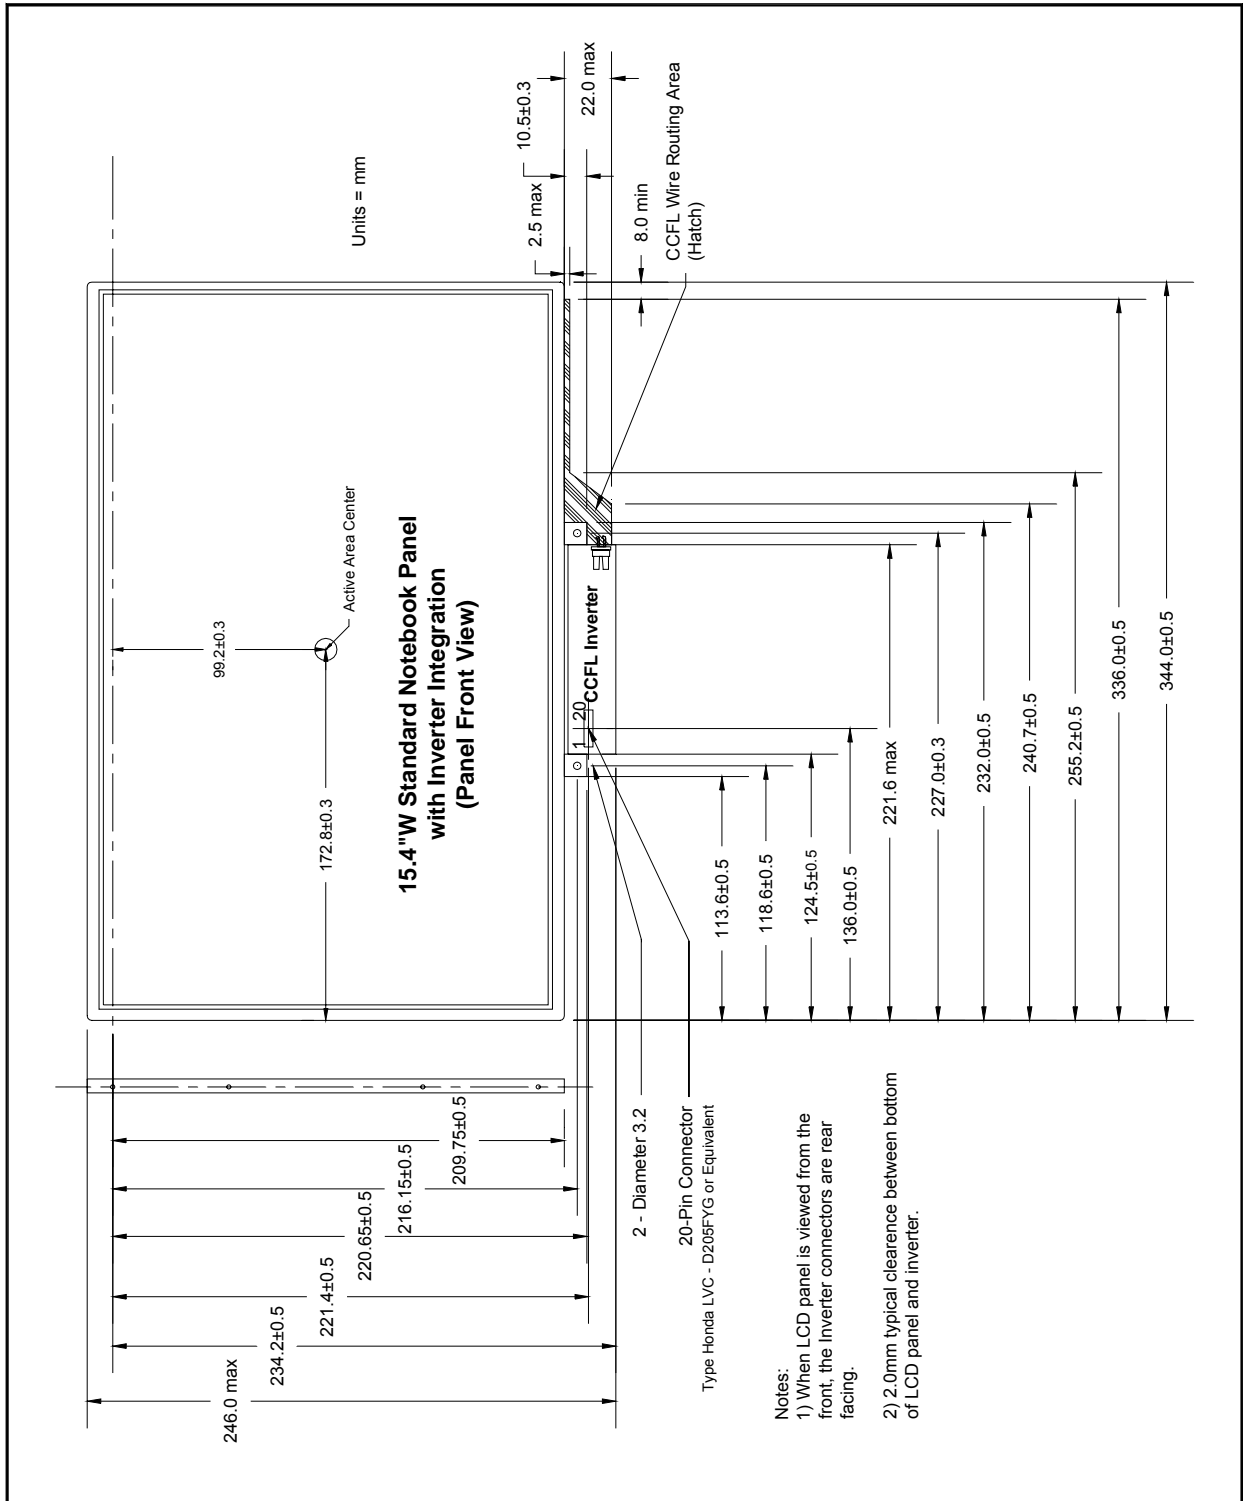 22.0 max
10.5±0.3
2.5 max
8.0 min
CCFL Wire Routing Area
(Hatch)
Units = mm
Active Area Center
99.2±0.3
172.8±0.3
15.4"W Standard Notebook Panel
with Inverter Integration
(Panel Front View)
CCFL Inverter
1 20
113.6±0.5
118.6±0.5
124.5±0.5
136.0±0.5
221.6 max
227.0±0.3
232.0±0.5
240.7±0.5
255.2±0.5
336.0±0.5
344.0±0.5
209.75±0.5
216.15±0.5
220.65±0.5
221.4±0.5
234.2±0.5
246.0 max
2 - Diameter 3.2
20-Pin Connector
Type Honda LVC - D205FYG or Equivalent
Notes:
1) When LCD panel is viewed from the
front, the Inverter connectors are rear
facing.
2) 2.0mm typical clearence between bottom
of LCD panel and inverter.